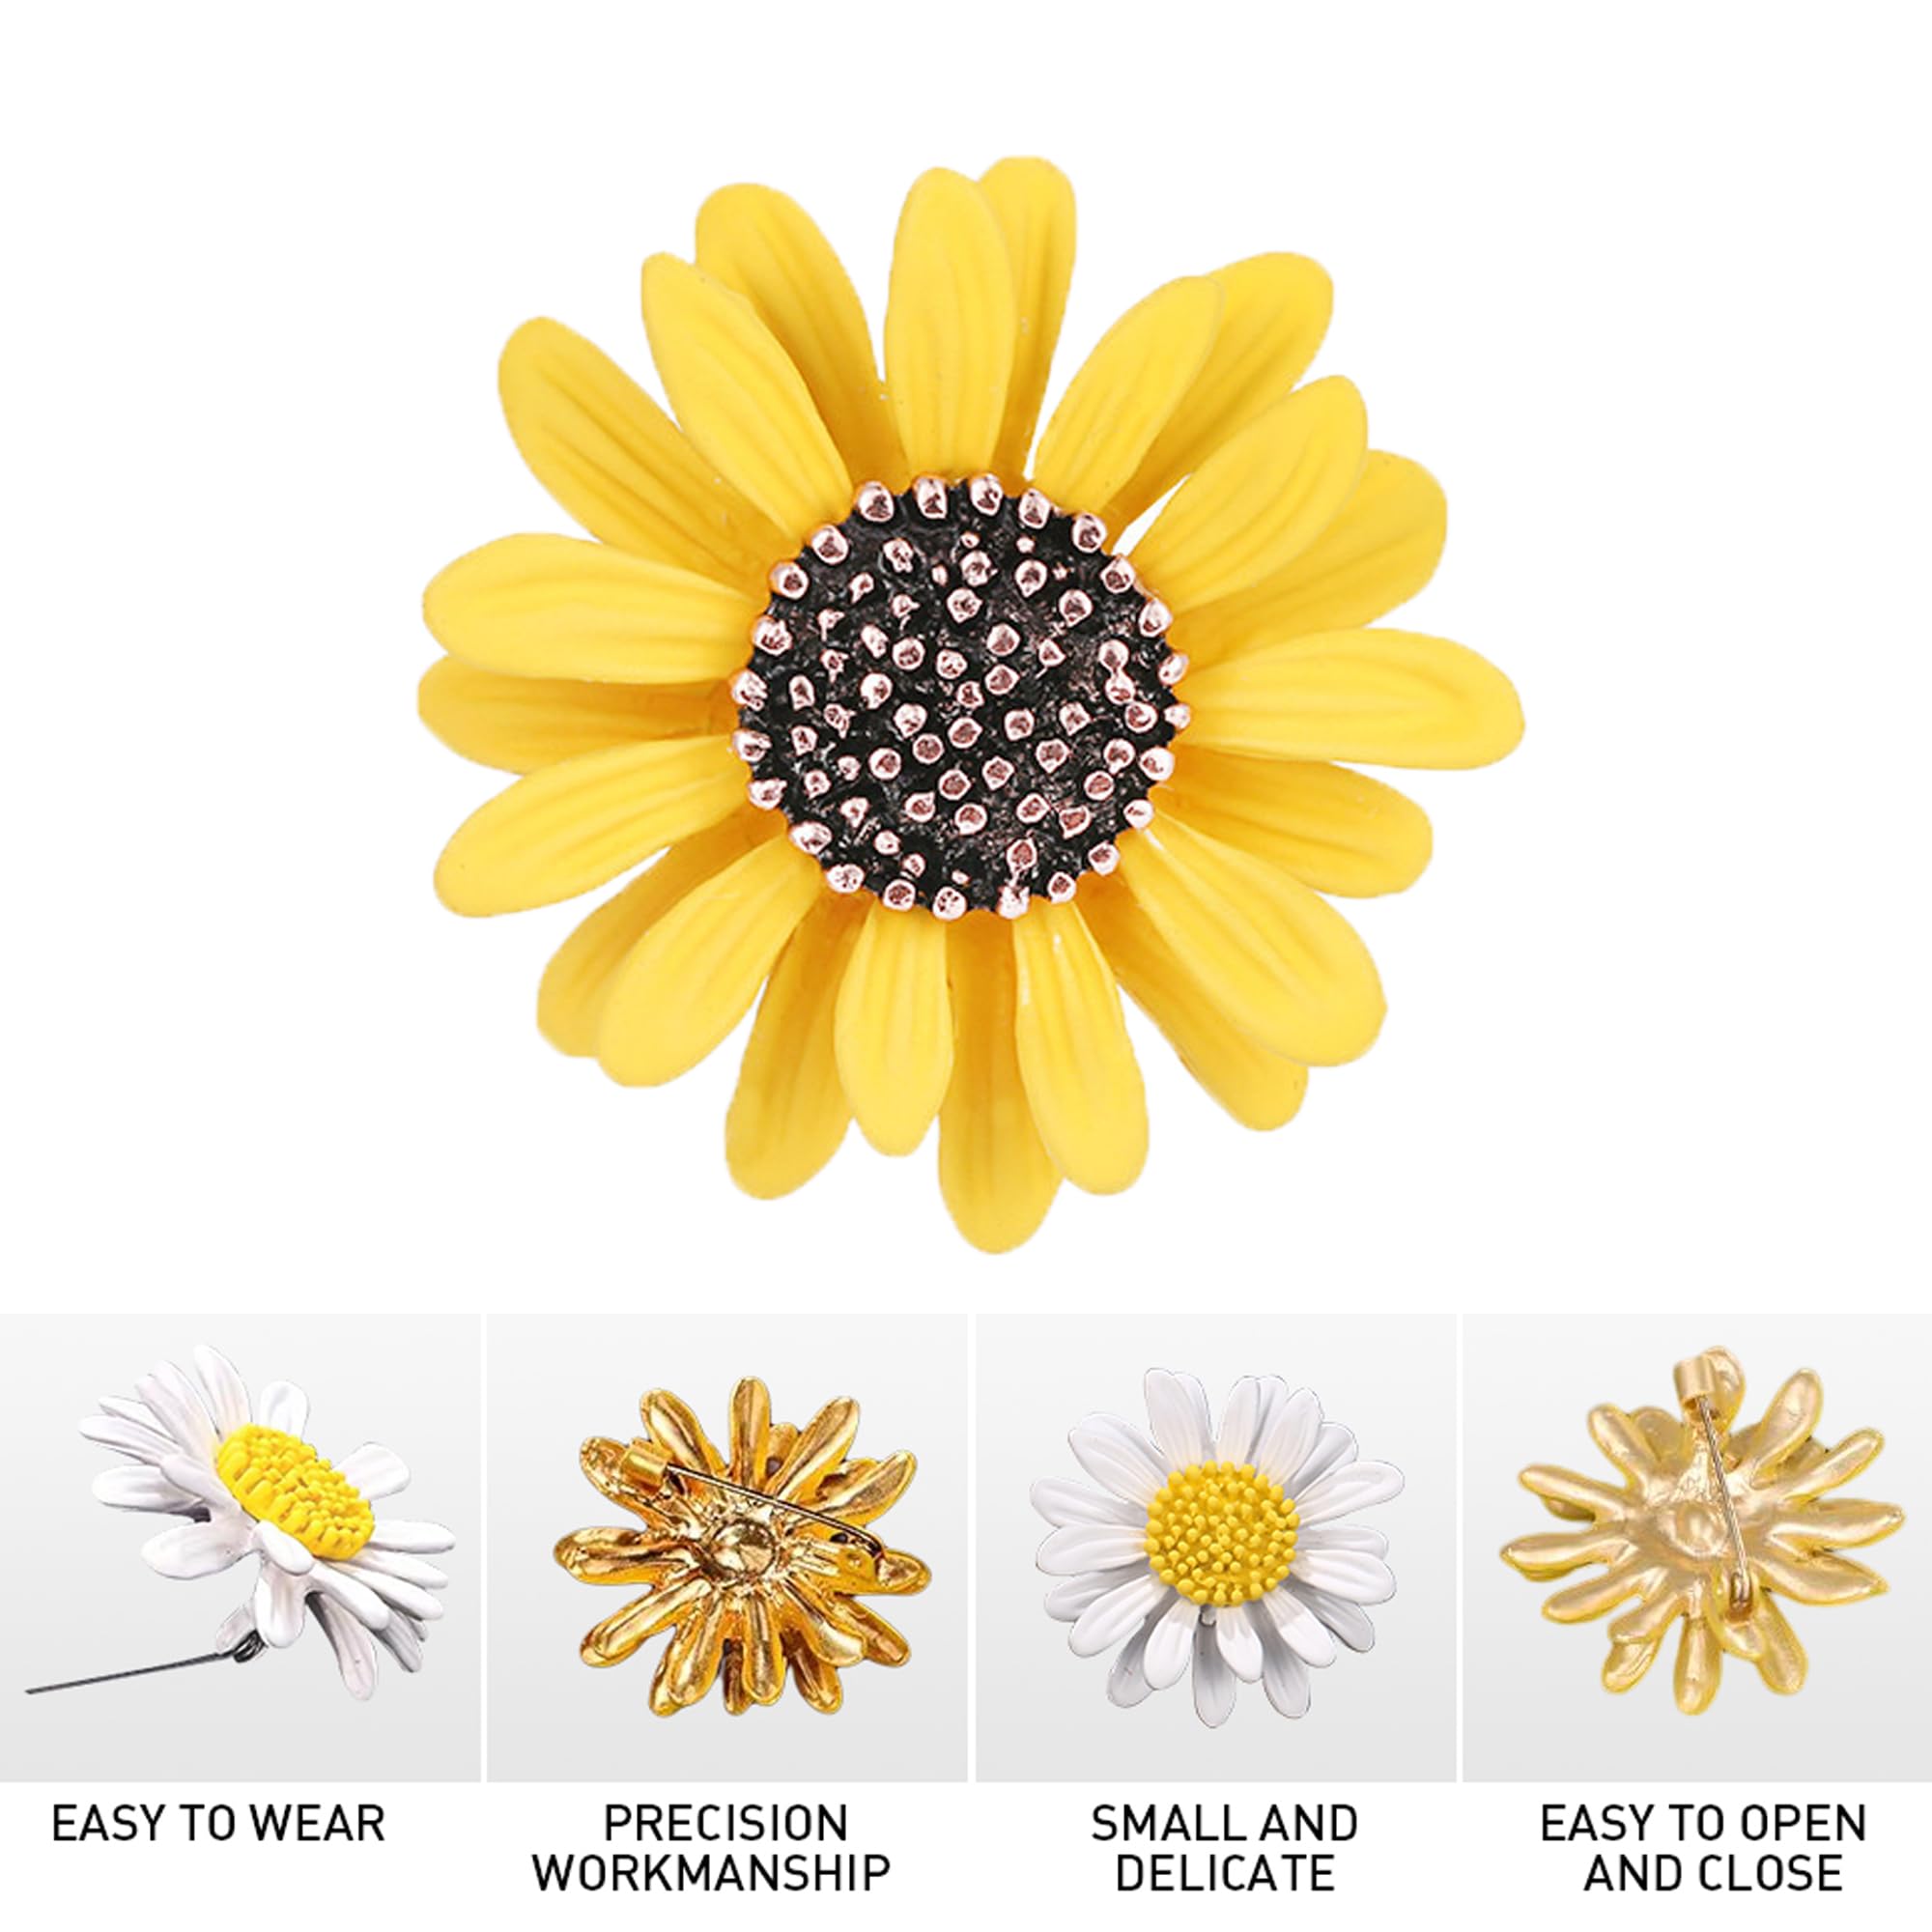 EASY TO WEAR
PRECISION
WORKMANSHIP
SMALL AND
DELICATE
EASY TO OPEN
AND CLOSE